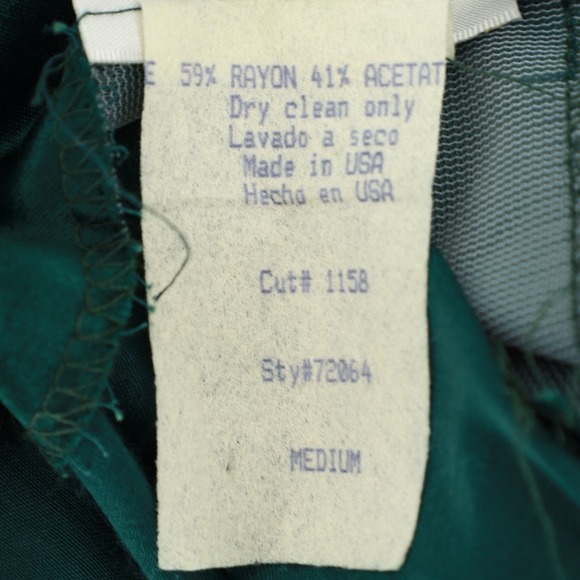 E 59% RAYON 41% ACETAT
Dry clean only
Lavado a seco
Made in USA
Hecho en USA
Cut# 1158
Sty#72064
MEDIUM